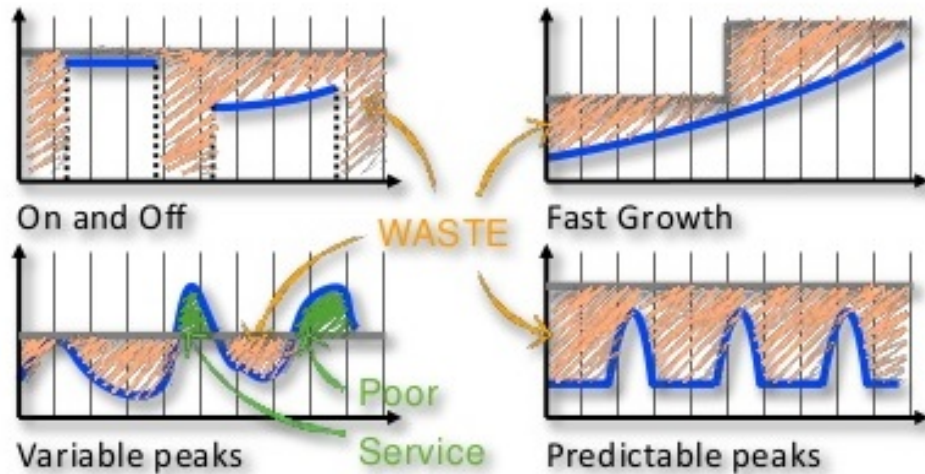 On and Off
WASTE
Fast Growth
Poor
Service
Variable peaks
Predictable peaks